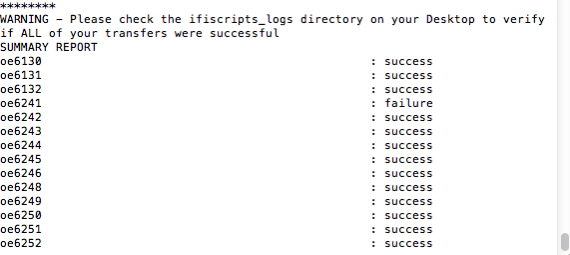 ********
WARNING - Please check the ifiscripts_logs directory on your Desktop to verify
if ALL of your transfers were successful
SUMMARY REPORT
oe6130 : success
oe6131 : success
oe6132 : success
oe6241 : failure
oe6242 : success
oe6243 : success
oe6244 : success
oe6245 : success
oe6246 : success
oe6248 : success
oe6249 : success
oe6250 : success
oe6251 : success
oe6252 : success